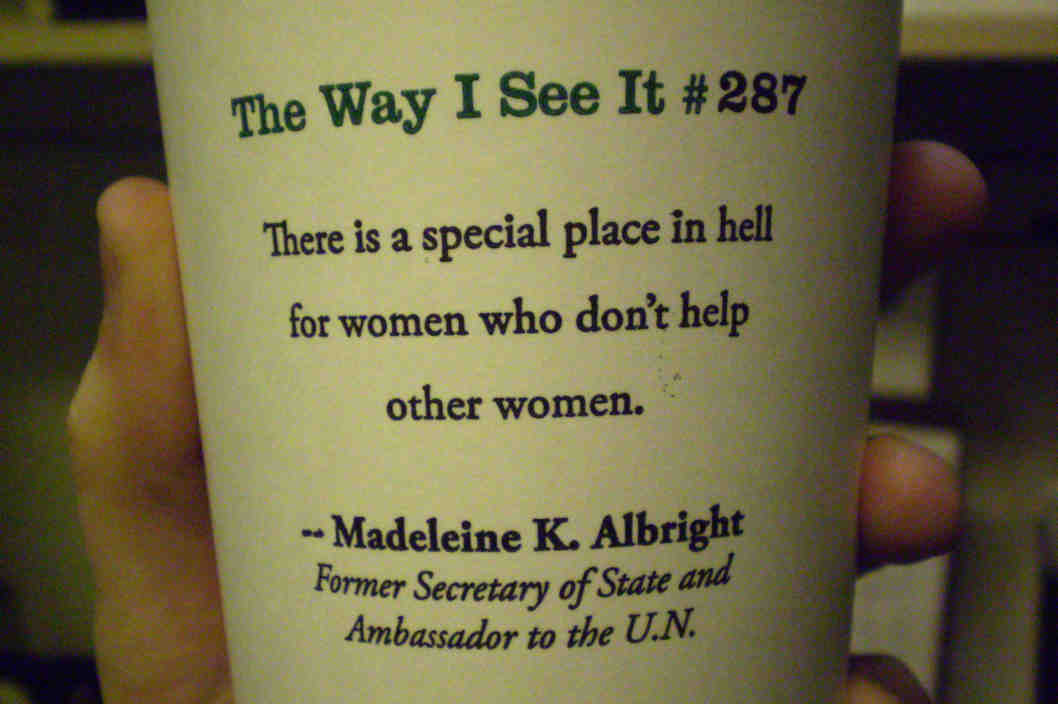 The Way I See It #287
There is a special place in hell
for women who don't help
other women.
-- Madeleine K. Albright
Former Secretary of State and
Ambassador to the U.N.